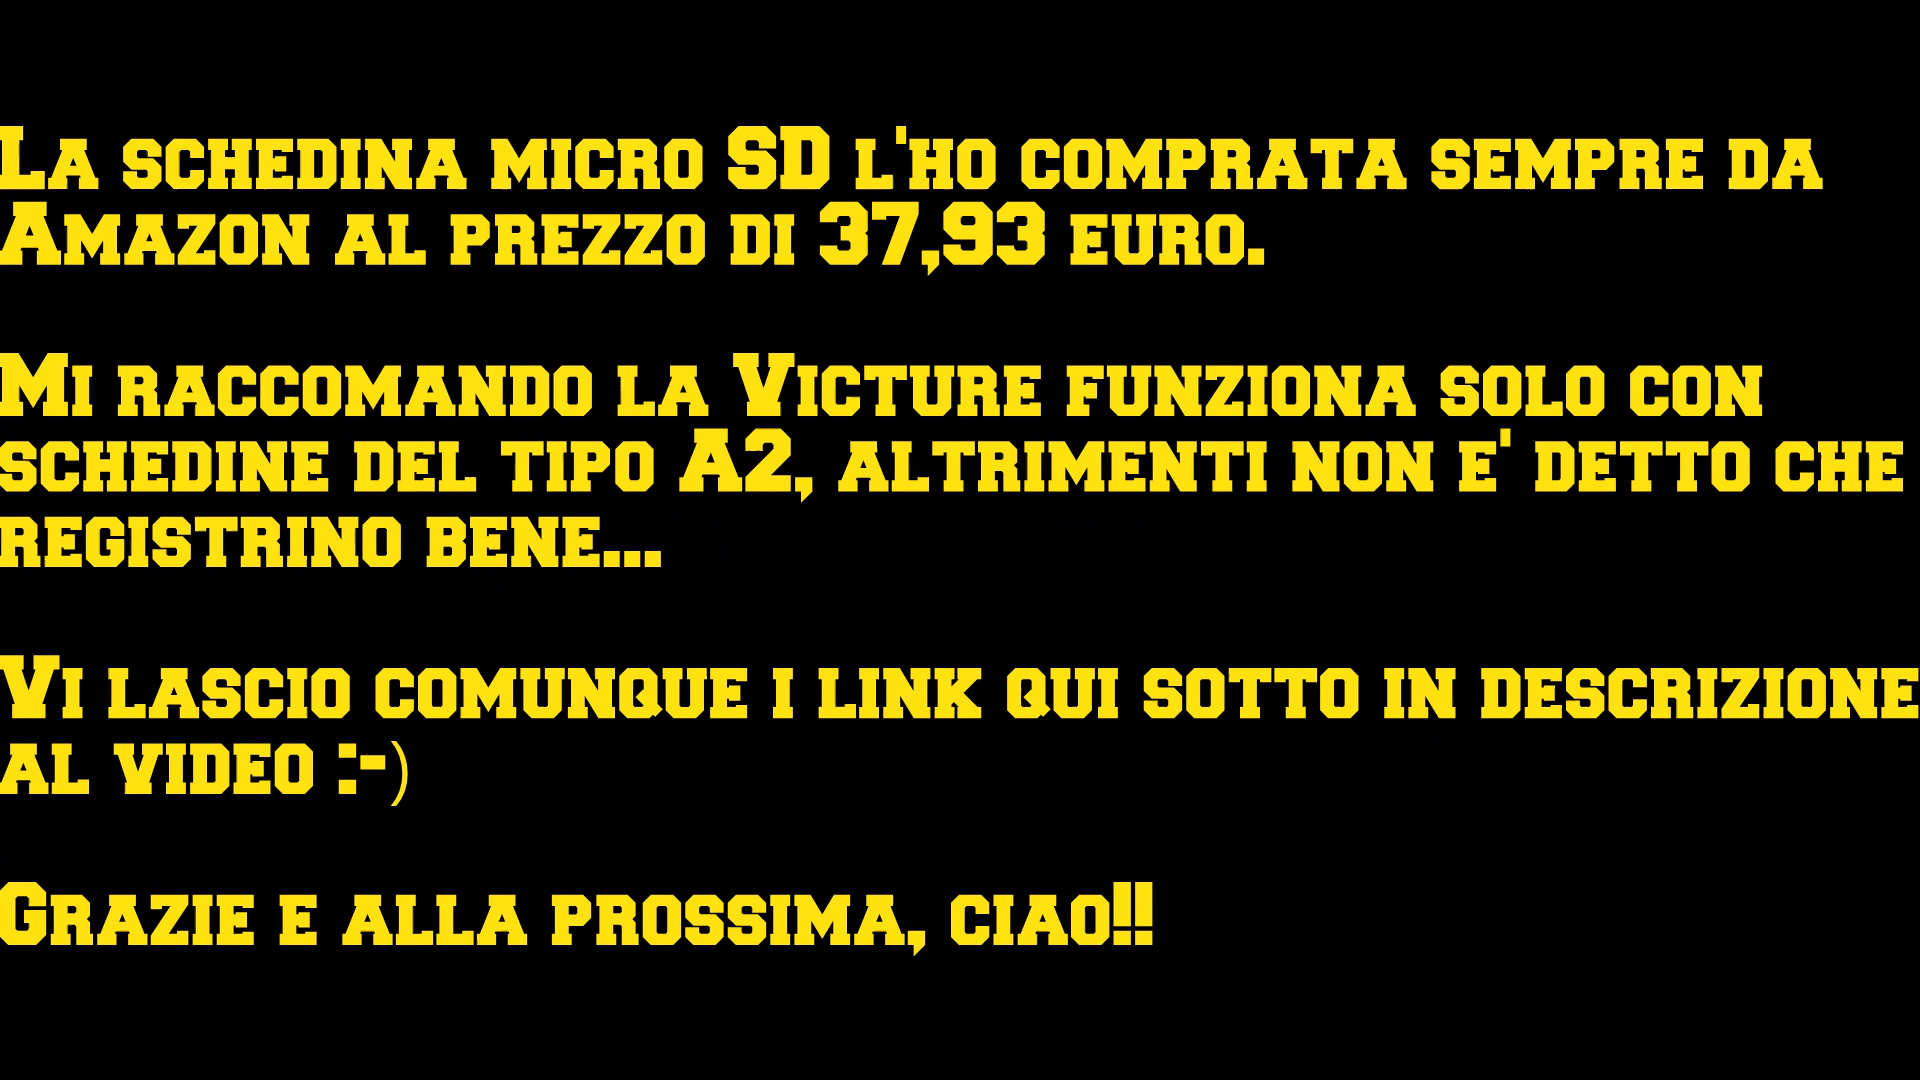 La schedina micro SD l'ho comprata sempre da
Amazon al prezzo di 37,93 euro.
Mi raccomando la Victure funziona solo con
schedine del tipo A2, altrimenti non e' detto che
registrino bene...
Vi lascio comunque i link qui sotto in descrizione
al video :-)
Grazie e alla prossima, ciao!!